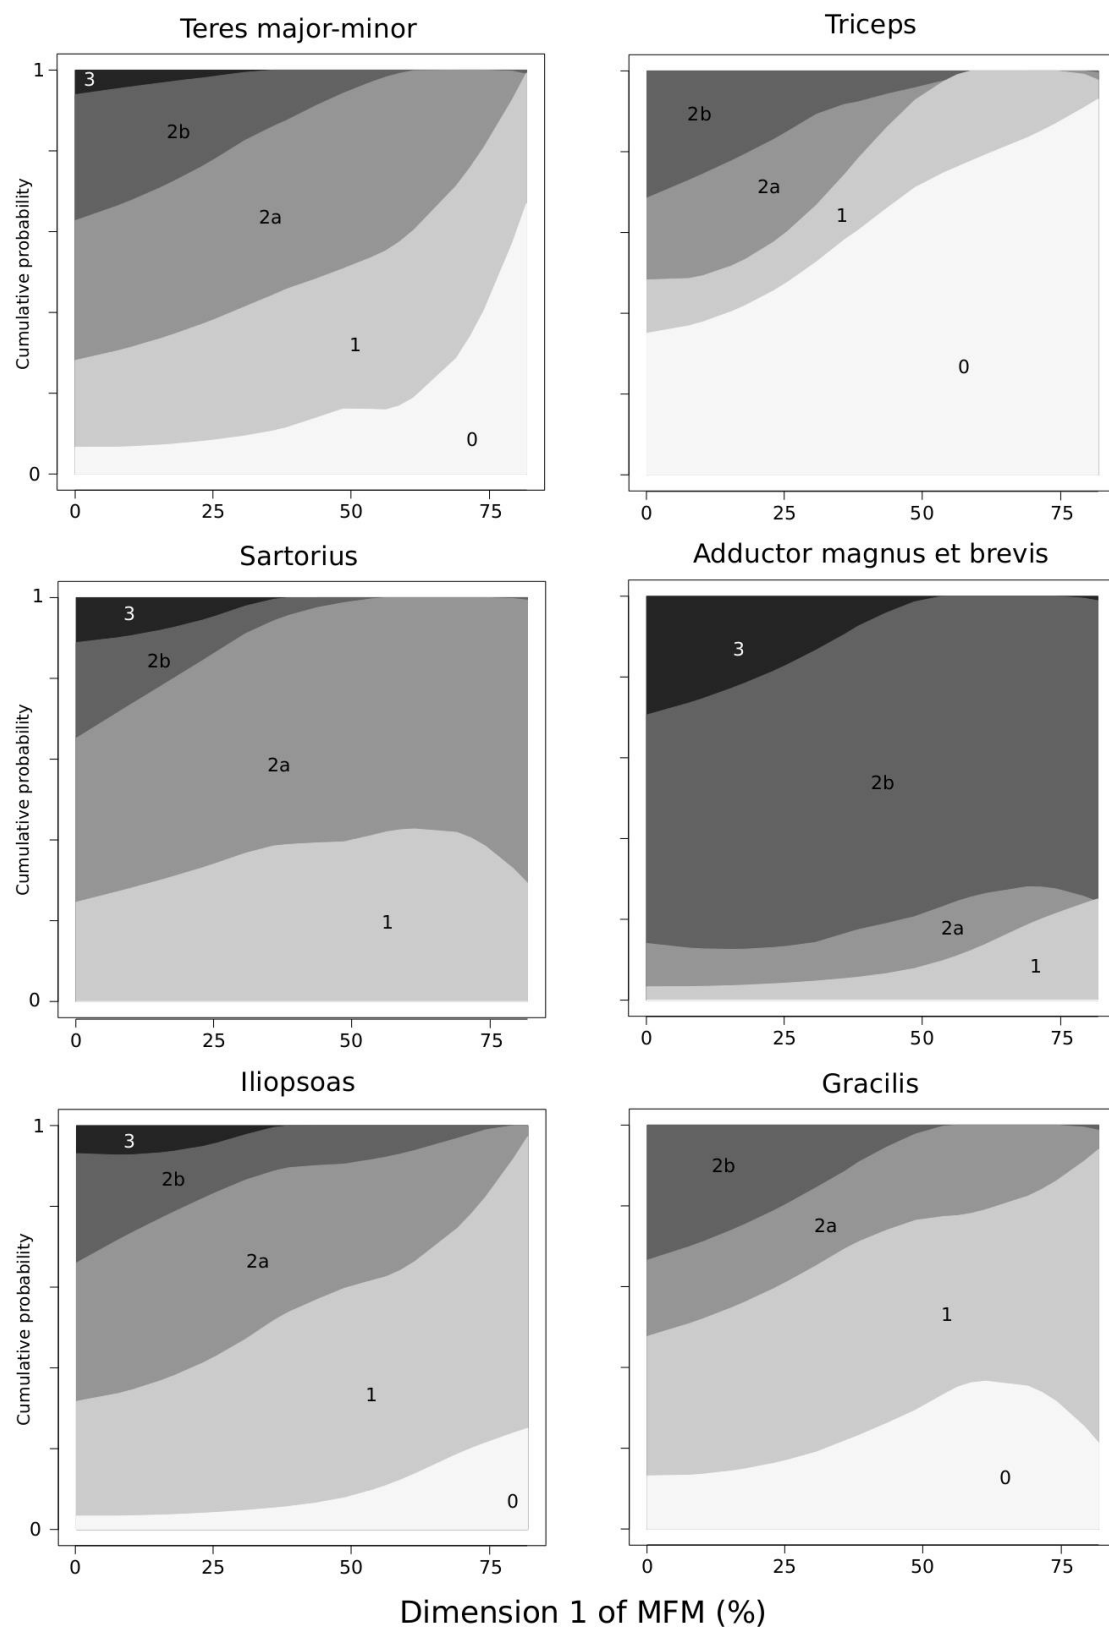 Teres major-minor
Triceps
1
3
2b
2a
1
0
Cumulative probability
0
0 25 50 75
2b
2a
1
0
0 25 50 75
Sartorius
Adductor magnus et brevis
1
3
2b
2a
1
Cumulative probability
0
0 25 50 75
3
2b
2a
1
0 25 50 75
Iliopsoas
Gracilis
1
3
2b
2a
1
0
Cumulative probability
0
0 25 50 75
2b
2a
1
0
0 25 50 75
Dimension 1 of MFM (%)